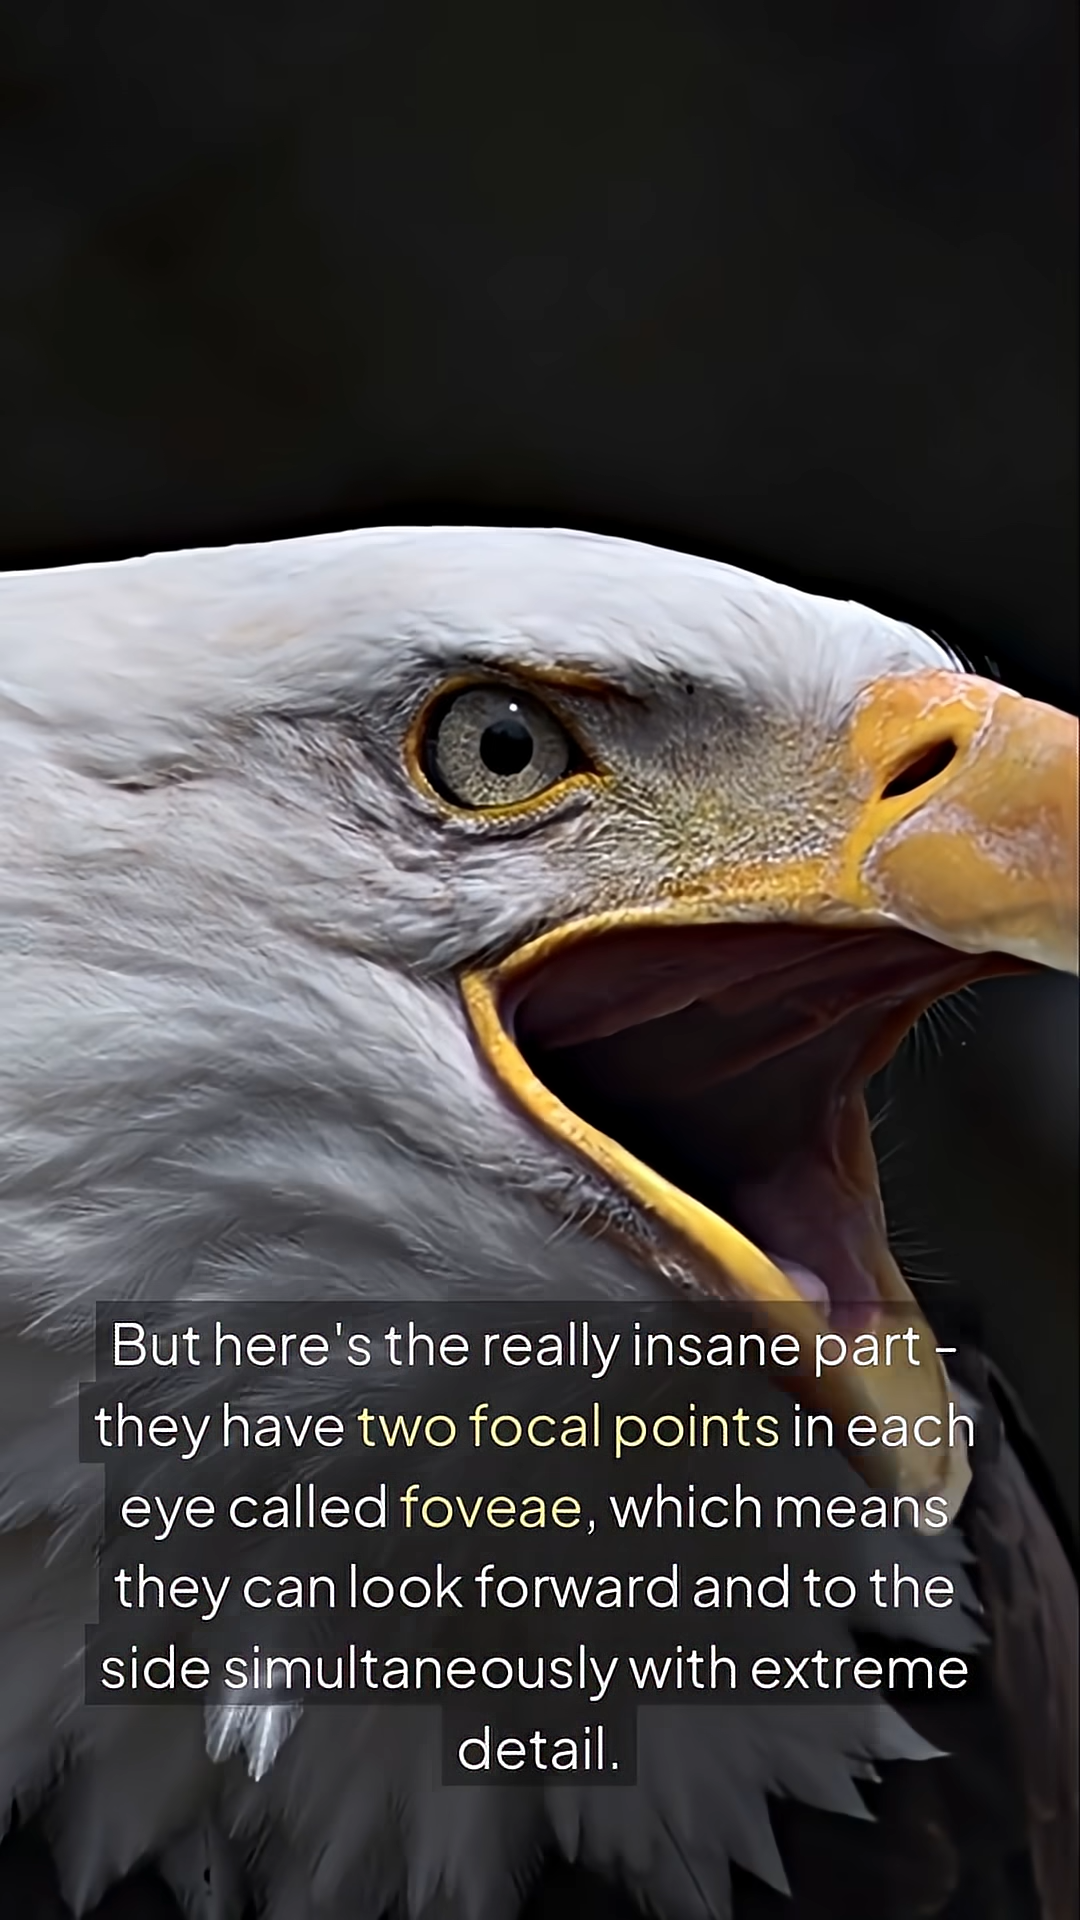 But here's the really insane part -
they have two focal points in each
eye called foveae, which means
they can look forward and to the
side simultaneously with extreme
detail.